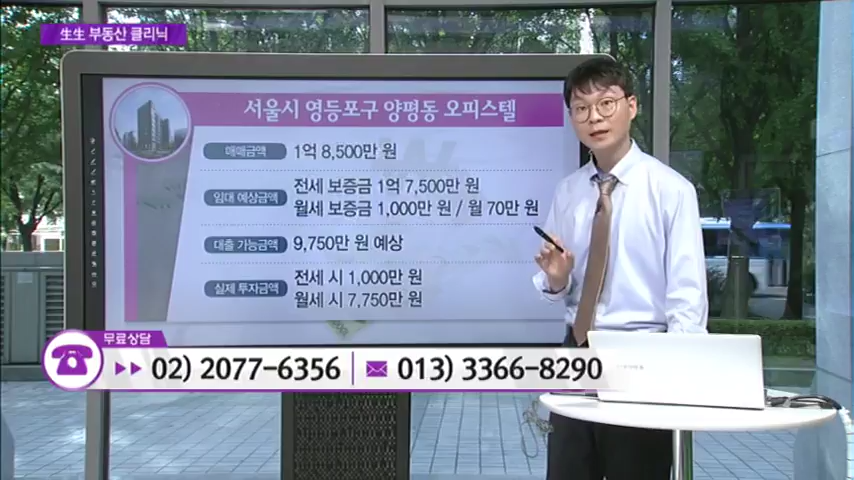 生生 부동산 클리닉
서울시 영등포구 양평동 오피스텔
매매금액 1억 8,500만 원
임대 예상금액 전세 보증금 1억 7,500만 원
월세 보증금 1,000만 원 / 월 70만 원
대출 가능금액 9,750만 원 예상
실제 투자금액 전세 시 1,000만 원
월세 시 7,750만 원
무료상담
02) 2077-6356 013) 3366-8290